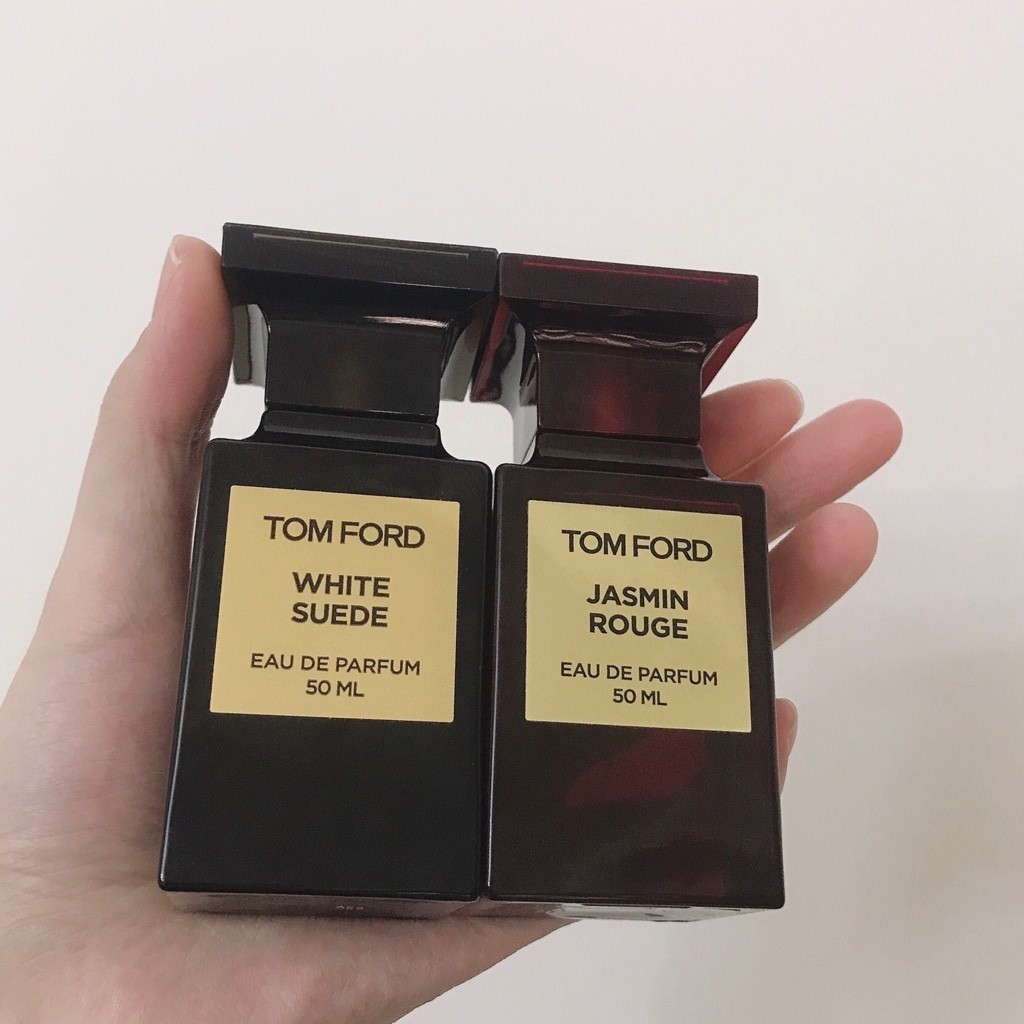 TOM FORD
WHITE
SUEDE
EAU DE PARFUM
50 ML
TOM FORD
JASMIN
ROUGE
EAU DE PARFUM
50 ML